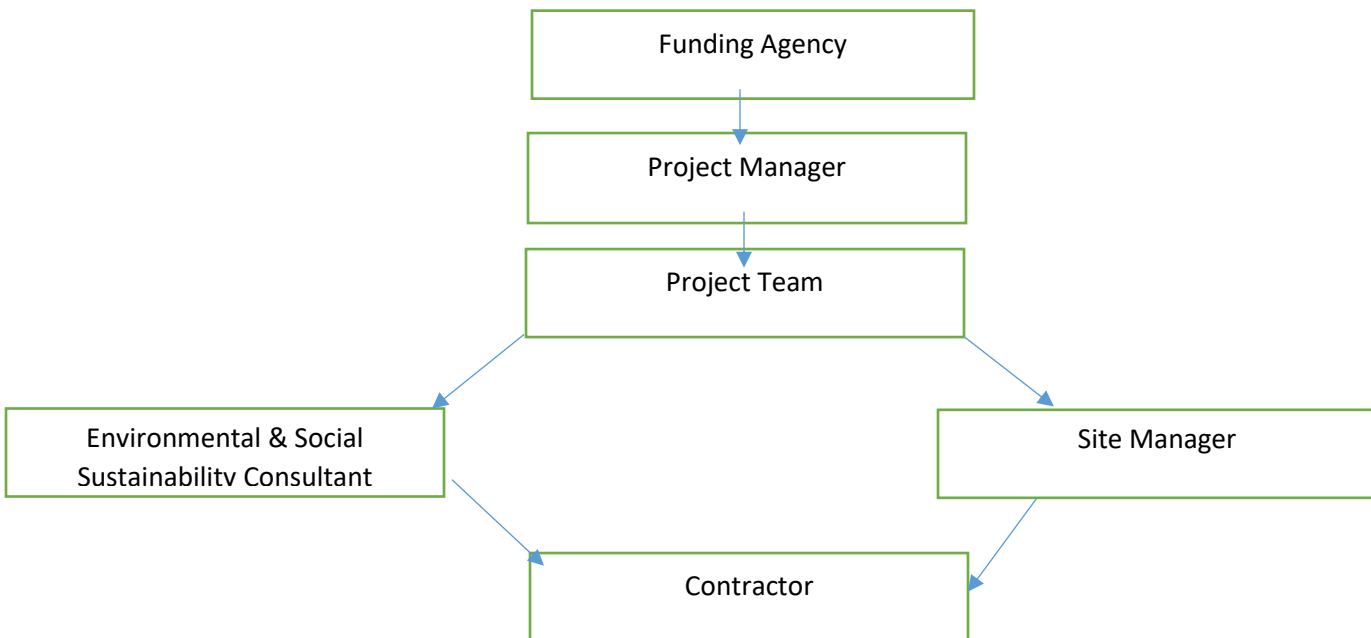 Funding Agency
Project Manager
Project Team
Environmental & Social
Sustainability Consultant
Site Manager
Contractor